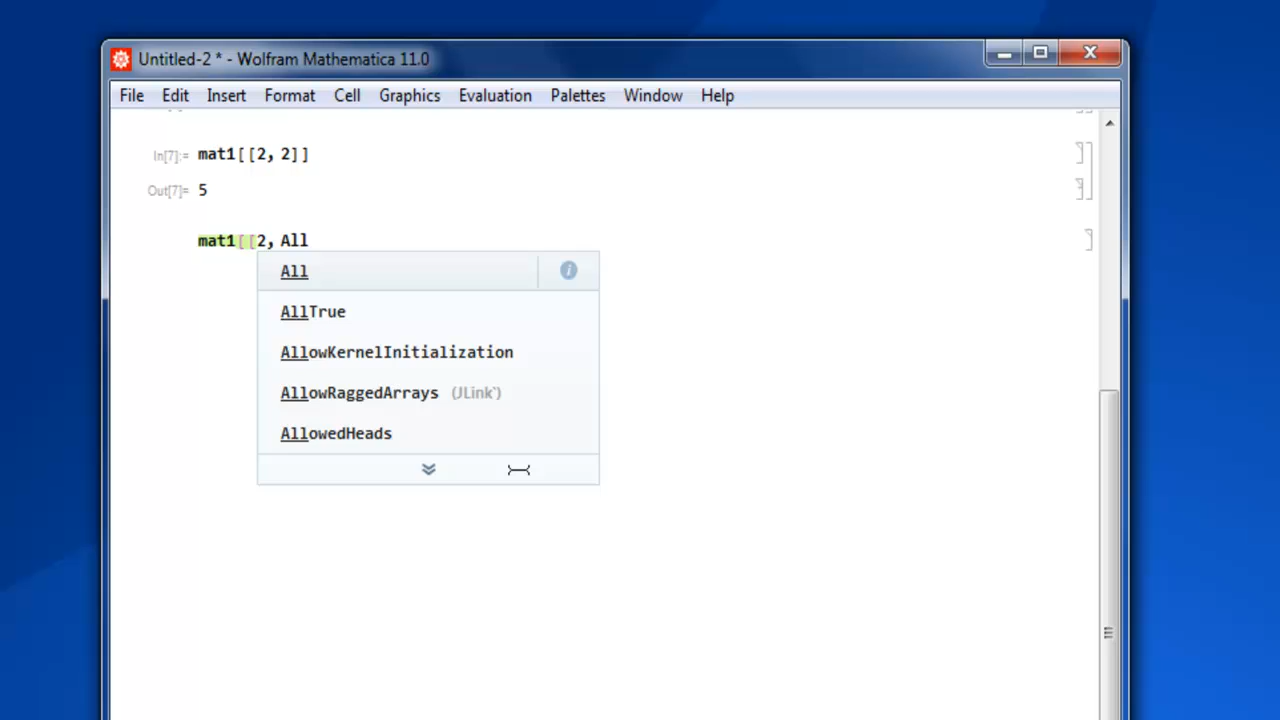 Untitled-2 * - Wolfram Mathematica 11.0
File Edit Insert Format Cell Graphics Evaluation Palettes Window Help
In[7]:= mat1[[2, 2]]
Out[7]= 5
mat1[[2, All
All
AllTrue
AllowKernelInitialization
AllowRaggedArrays (JLink`)
AllowedHeads